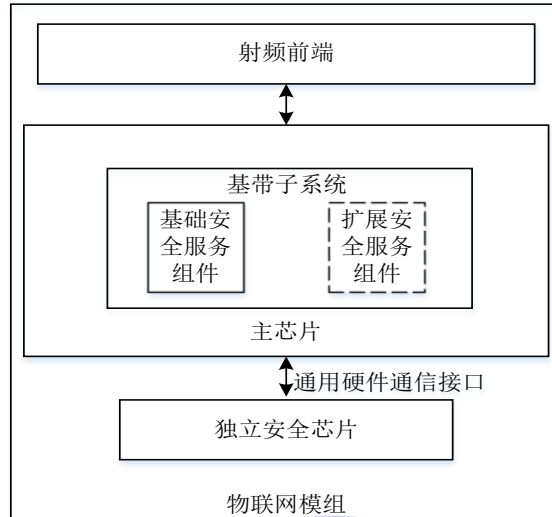 射频前端
基带子系统
基础安
全服务
组件
扩展安
全服务
组件
主芯片
通用硬件通信接口
独立安全芯片
物联网模组